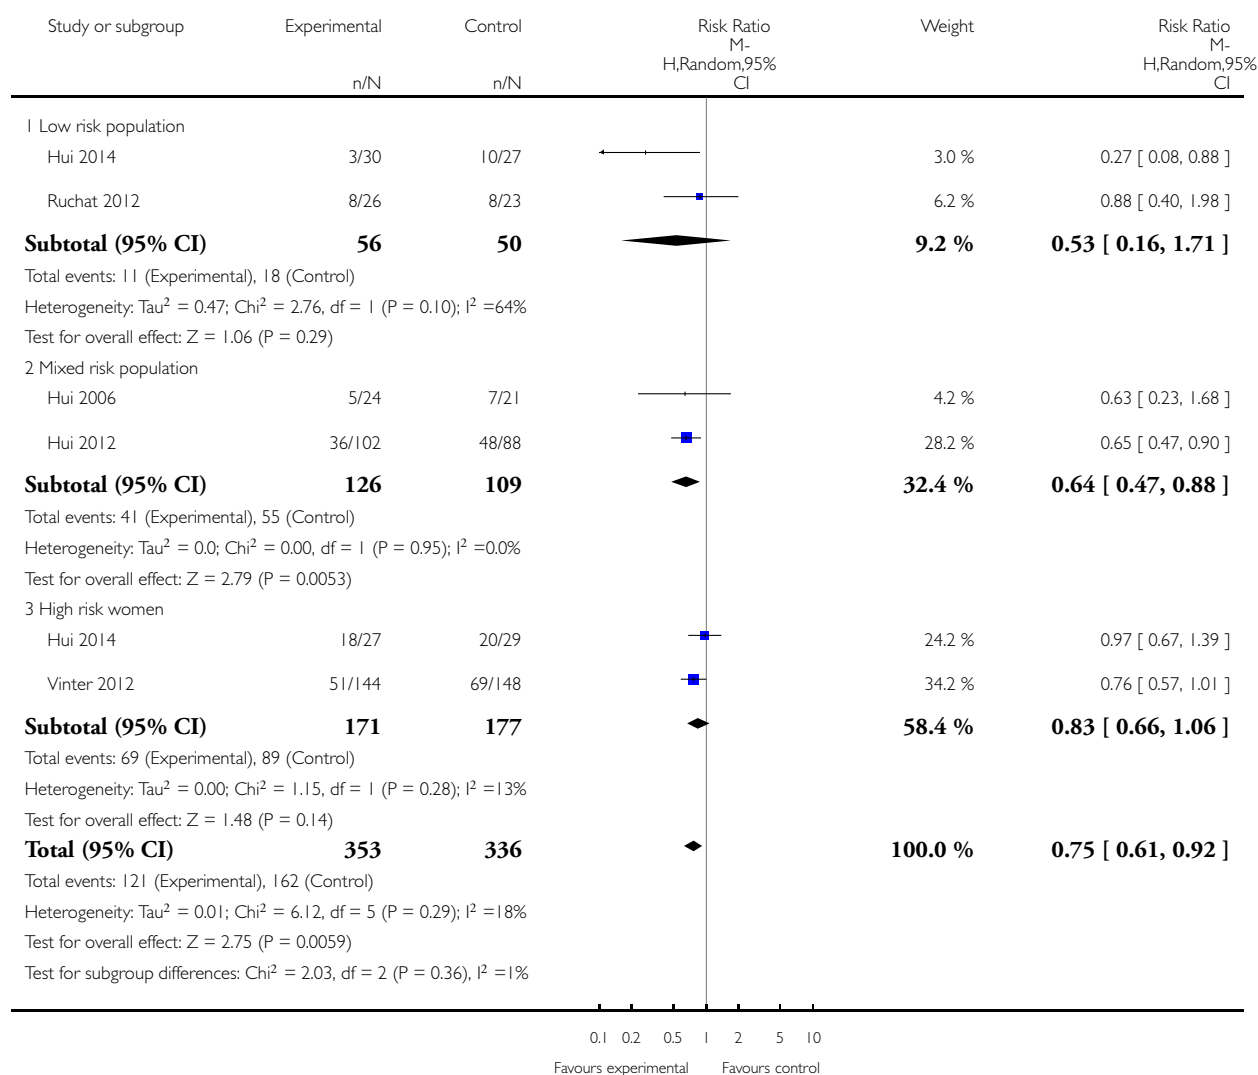 Study or subgroup Experimental Control Risk Ratio Weight Risk Ratio
M- M-
H,Random,95% H,Random,95%
n/N n/N CI CI
1 Low risk population
Hui 2014 3/30 10/27 3.0 % 0.27 [ 0.08, 0.88 ]
Ruchat 2012 8/26 8/23 6.2 % 0.88 [ 0.40, 1.98 ]
Subtotal (95% CI) 56 50 9.2 % 0.53 [ 0.16, 1.71 ]
Total events: 11 (Experimental), 18 (Control)
Heterogeneity: Tau² = 0.47; Chi² = 2.76, df = 1 (P = 0.10); I² =64%
Test for overall effect: Z = 1.06 (P = 0.29)
2 Mixed risk population
Hui 2006 5/24 7/21 4.2 % 0.63 [ 0.23, 1.68 ]
Hui 2012 36/102 48/88 28.2 % 0.65 [ 0.47, 0.90 ]
Subtotal (95% CI) 126 109 32.4 % 0.64 [ 0.47, 0.88 ]
Total events: 41 (Experimental), 55 (Control)
Heterogeneity: Tau² = 0.0; Chi² = 0.00, df = 1 (P = 0.95); I² =0.0%
Test for overall effect: Z = 2.79 (P = 0.0053)
3 High risk women
Hui 2014 18/27 20/29 24.2 % 0.97 [ 0.67, 1.39 ]
Vinter 2012 51/144 69/148 34.2 % 0.76 [ 0.57, 1.01 ]
Subtotal (95% CI) 171 177 58.4 % 0.83 [ 0.66, 1.06 ]
Total events: 69 (Experimental), 89 (Control)
Heterogeneity: Tau² = 0.00; Chi² = 1.15, df = 1 (P = 0.28); I² =13%
Test for overall effect: Z = 1.48 (P = 0.14)
Total (95% CI) 353 336 100.0 % 0.75 [ 0.61, 0.92 ]
Total events: 121 (Experimental), 162 (Control)
Heterogeneity: Tau² = 0.01; Chi² = 6.12, df = 5 (P = 0.29); I² =18%
Test for overall effect: Z = 2.75 (P = 0.0059)
Test for subgroup differences: Chi² = 2.03, df = 2 (P = 0.36), I² =1%
0.1 0.2 0.5 1 2 5 10
Favours experimental Favours control